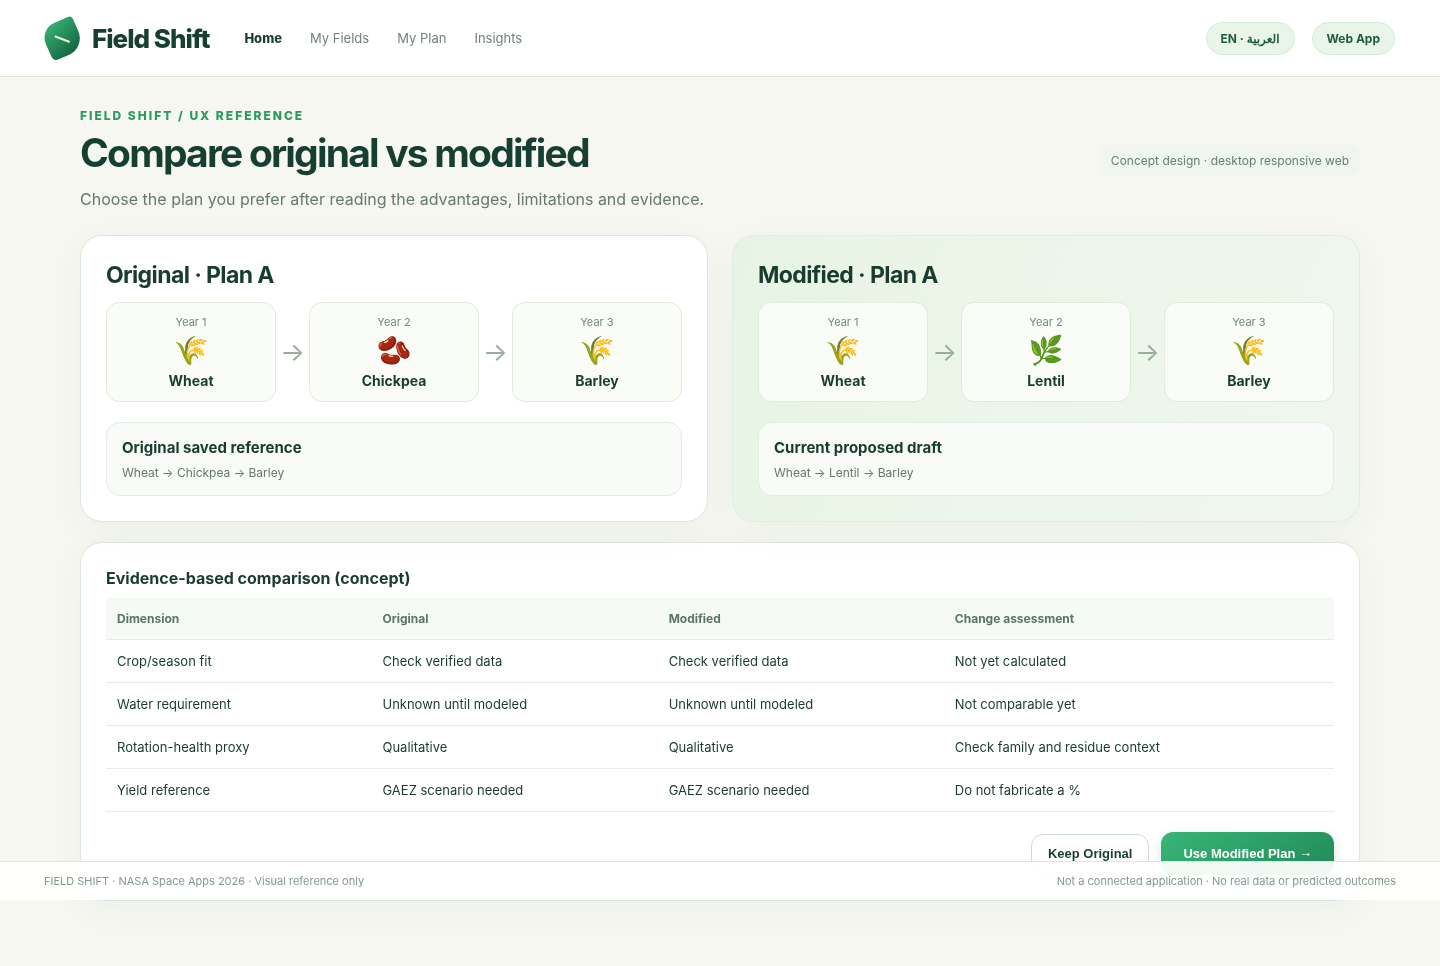 Field Shift
Home My Fields My Plan Insights
EN · العربية
Web App
FIELD SHIFT / UX REFERENCE
Compare original vs modified
Concept design · desktop responsive web
Choose the plan you prefer after reading the advantages, limitations and evidence.
Original · Plan A
Year 1 → Year 2 → Year 3
Wheat Chickpea Barley
Original saved reference
Wheat → Chickpea → Barley
Modified · Plan A
Year 1 → Year 2 → Year 3
Wheat Lentil Barley
Current proposed draft
Wheat → Lentil → Barley
Evidence-based comparison (concept)
Dimension Original Modified Change assessment
Crop/season fit Check verified data Check verified data Not yet calculated
Water requirement Unknown until modeled Unknown until modeled Not comparable yet
Rotation-health proxy Qualitative Qualitative Check family and residue context
Yield reference GAEZ scenario needed GAEZ scenario needed Do not fabricate a %
Keep Original Use Modified Plan →
FIELD SHIFT · NASA Space Apps 2026 · Visual reference only
Not a connected application · No real data or predicted outcomes